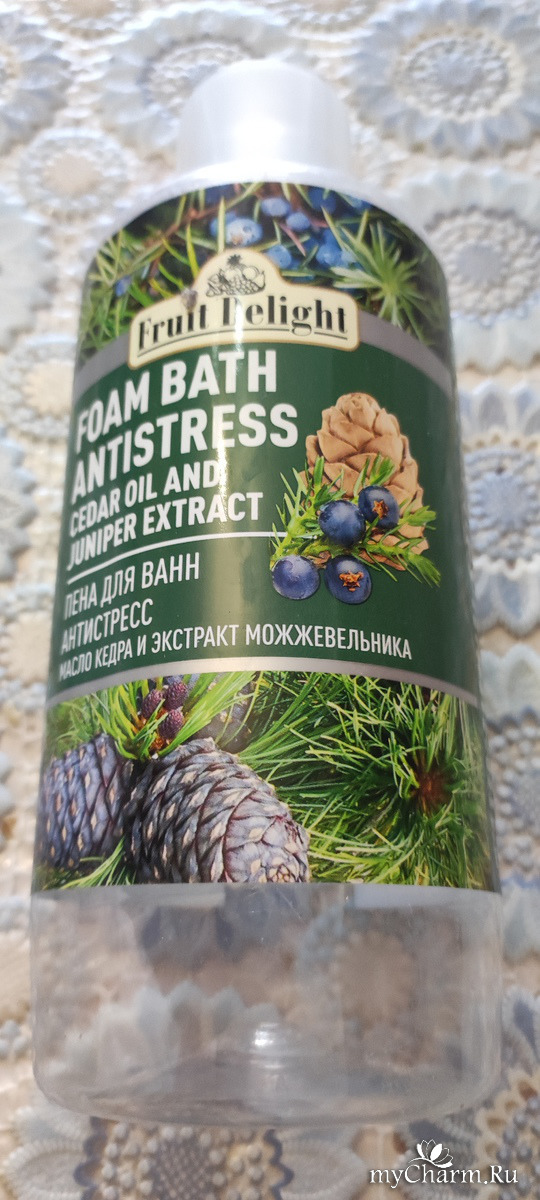 Fruit Delight
FOAM BATH
ANTISTRESS
CEDAR OIL AND
JUNIPER EXTRACT
ПЕНА ДЛЯ ВАНН
АНТИСТРЕСС
МАСЛО КЕДРА И ЭКСТРАКТ МОЖЖЕВЕЛЬНИКА
myCharm.Ru